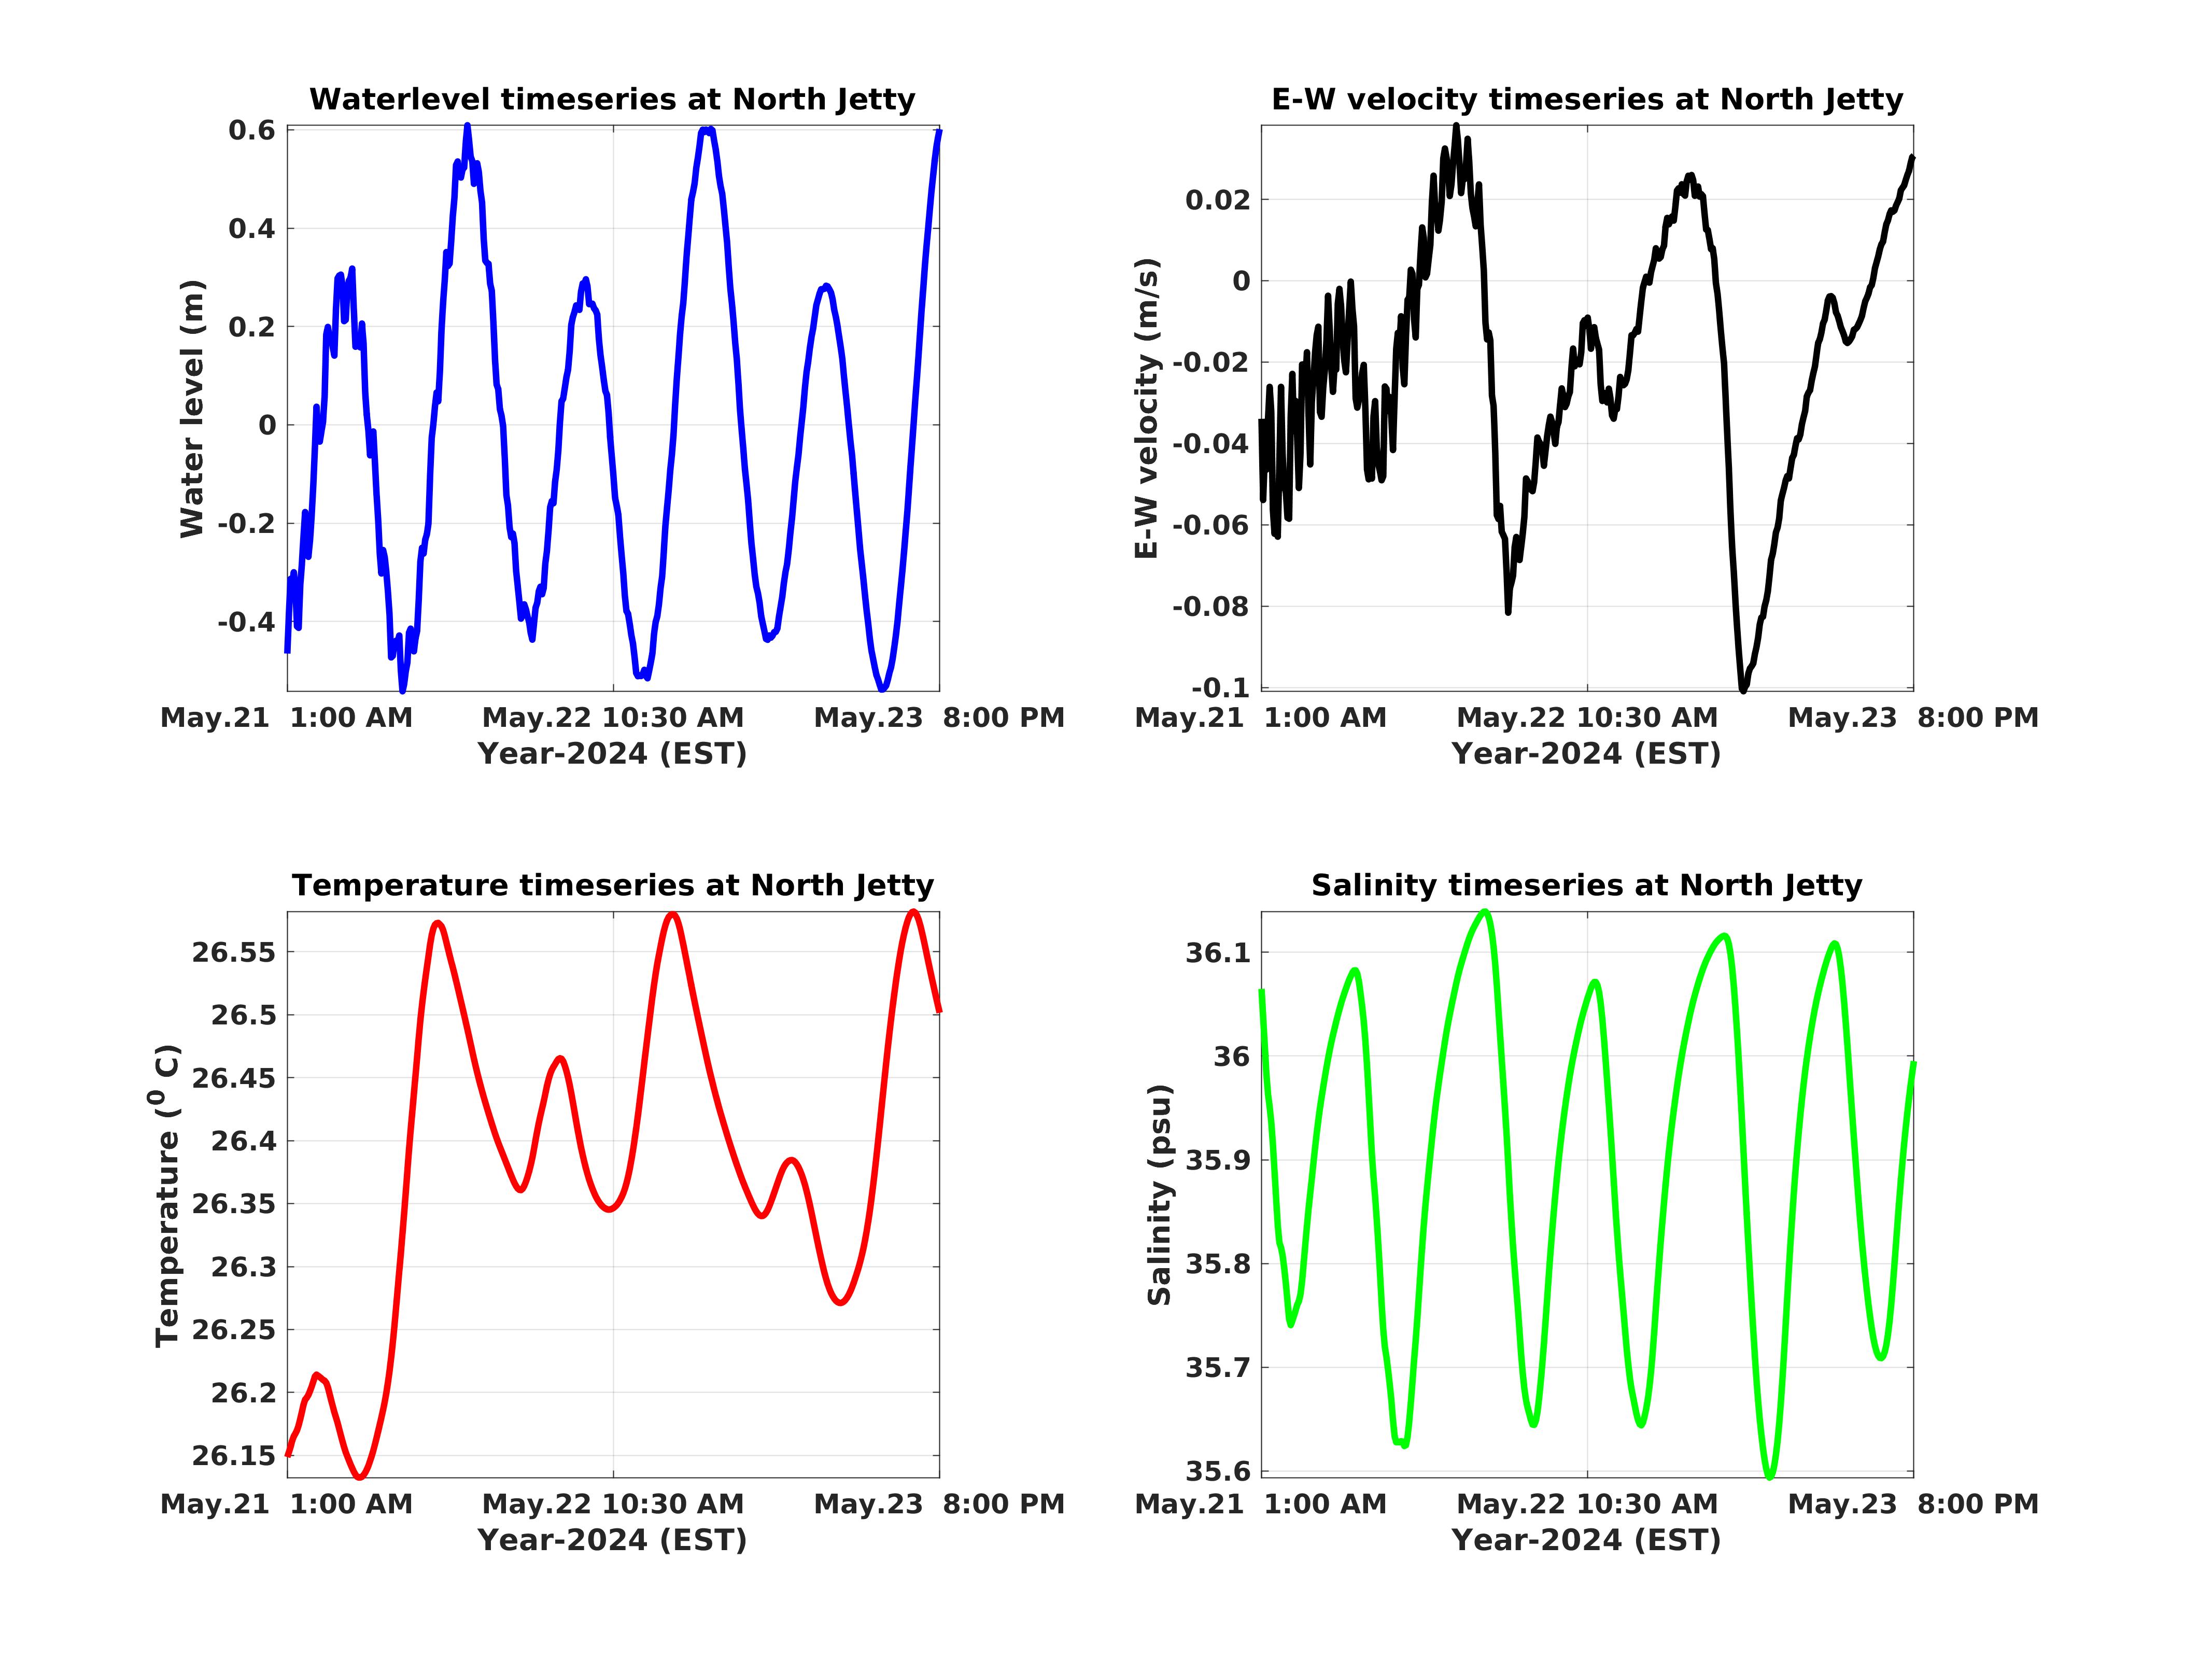 Waterlevel timeseries at North Jetty
0.6
0.4
0.2
0
-0.2
-0.4
Water level (m)
May.21 1:00 AM May.22 10:30 AM May.23 8:00 PM
Year-2024 (EST)
E-W velocity timeseries at North Jetty
0.02
0
-0.02
-0.04
-0.06
-0.08
-0.1
E-W velocity (m/s)
May.21 1:00 AM May.22 10:30 AM May.23 8:00 PM
Year-2024 (EST)
Temperature timeseries at North Jetty
26.55
26.5
26.45
26.4
26.35
26.3
26.25
26.2
26.15
Temperature (⁰ C)
May.21 1:00 AM May.22 10:30 AM May.23 8:00 PM
Year-2024 (EST)
Salinity timeseries at North Jetty
36.1
36
35.9
35.8
35.7
35.6
Salinity (psu)
May.21 1:00 AM May.22 10:30 AM May.23 8:00 PM
Year-2024 (EST)